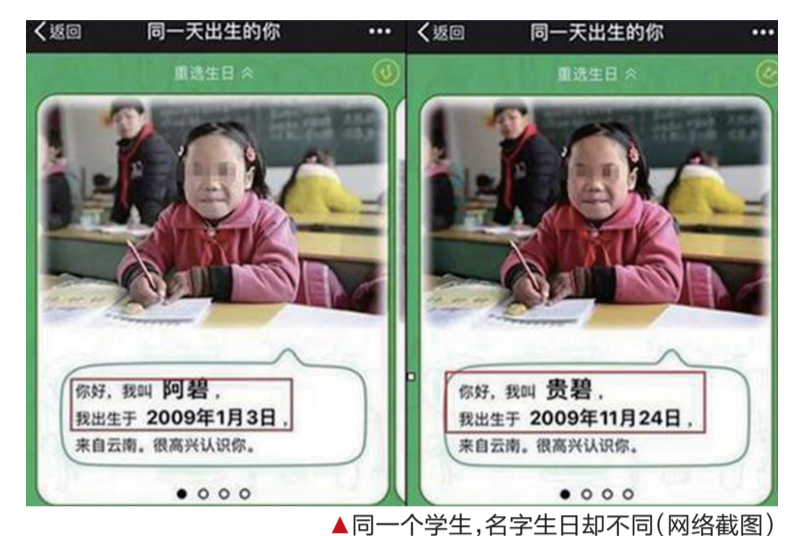 返回
同一天出生的你
重选生日
你好，我叫 阿碧，
我出生于 2009年1月3日，
来自云南。很高兴认识你。
返回
同一天出生的你
重选生日
你好，我叫 贵碧，
我出生于 2009年11月24日，
来自云南。很高兴认识你。
▲同一个学生，名字生日却不同（网络截图）